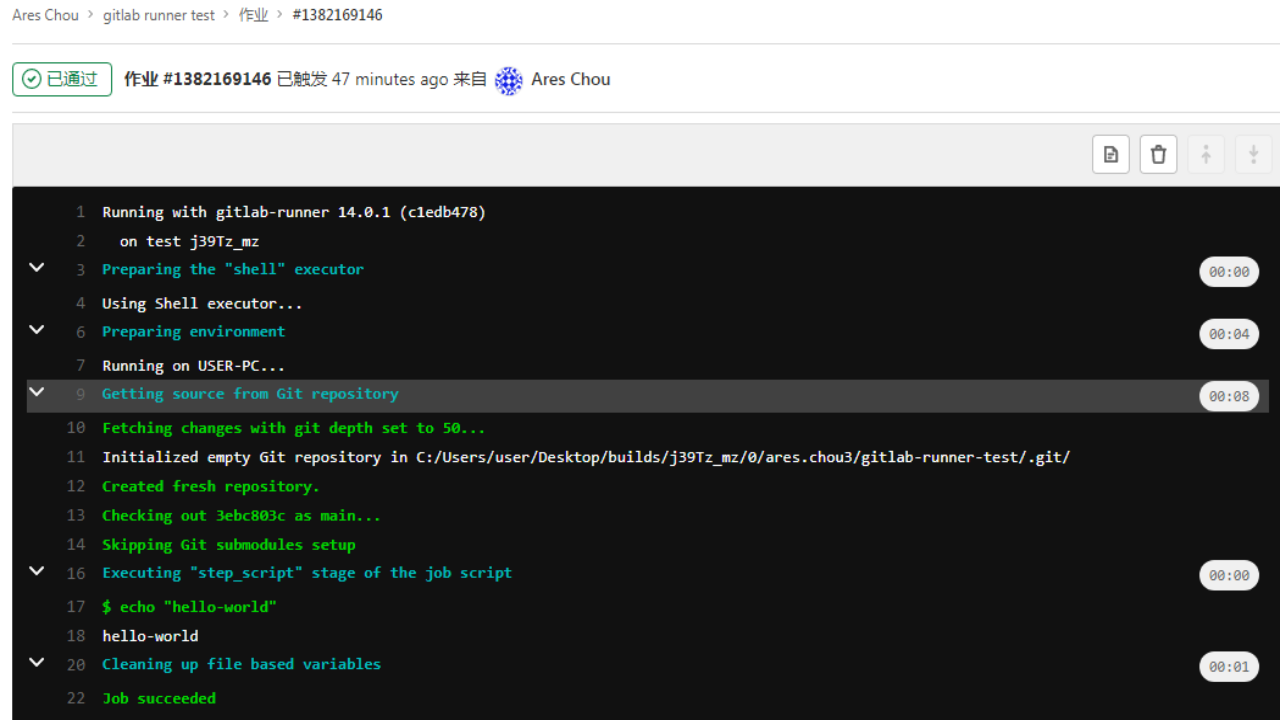 Ares Chou > gitlab runner test > 作业 > #1382169146
已通过 作业 #1382169146 已触发 47 minutes ago 来自 Ares Chou
1 Running with gitlab-runner 14.0.1 (c1edb478)
2 on test j39Tz_mz
3 Preparing the "shell" executor 00:00
4 Using Shell executor...
6 Preparing environment 00:04
7 Running on USER-PC...
9 Getting source from Git repository 00:08
10 Fetching changes with git depth set to 50...
11 Initialized empty Git repository in C:/Users/user/Desktop/builds/j39Tz_mz/0/ares.chou3/gitlab-runner-test/.git/
12 Created fresh repository.
13 Checking out 3ebc803c as main...
14 Skipping Git submodules setup
16 Executing "step_script" stage of the job script 00:00
17 $ echo "hello-world"
18 hello-world
20 Cleaning up file based variables 00:01
22 Job succeeded